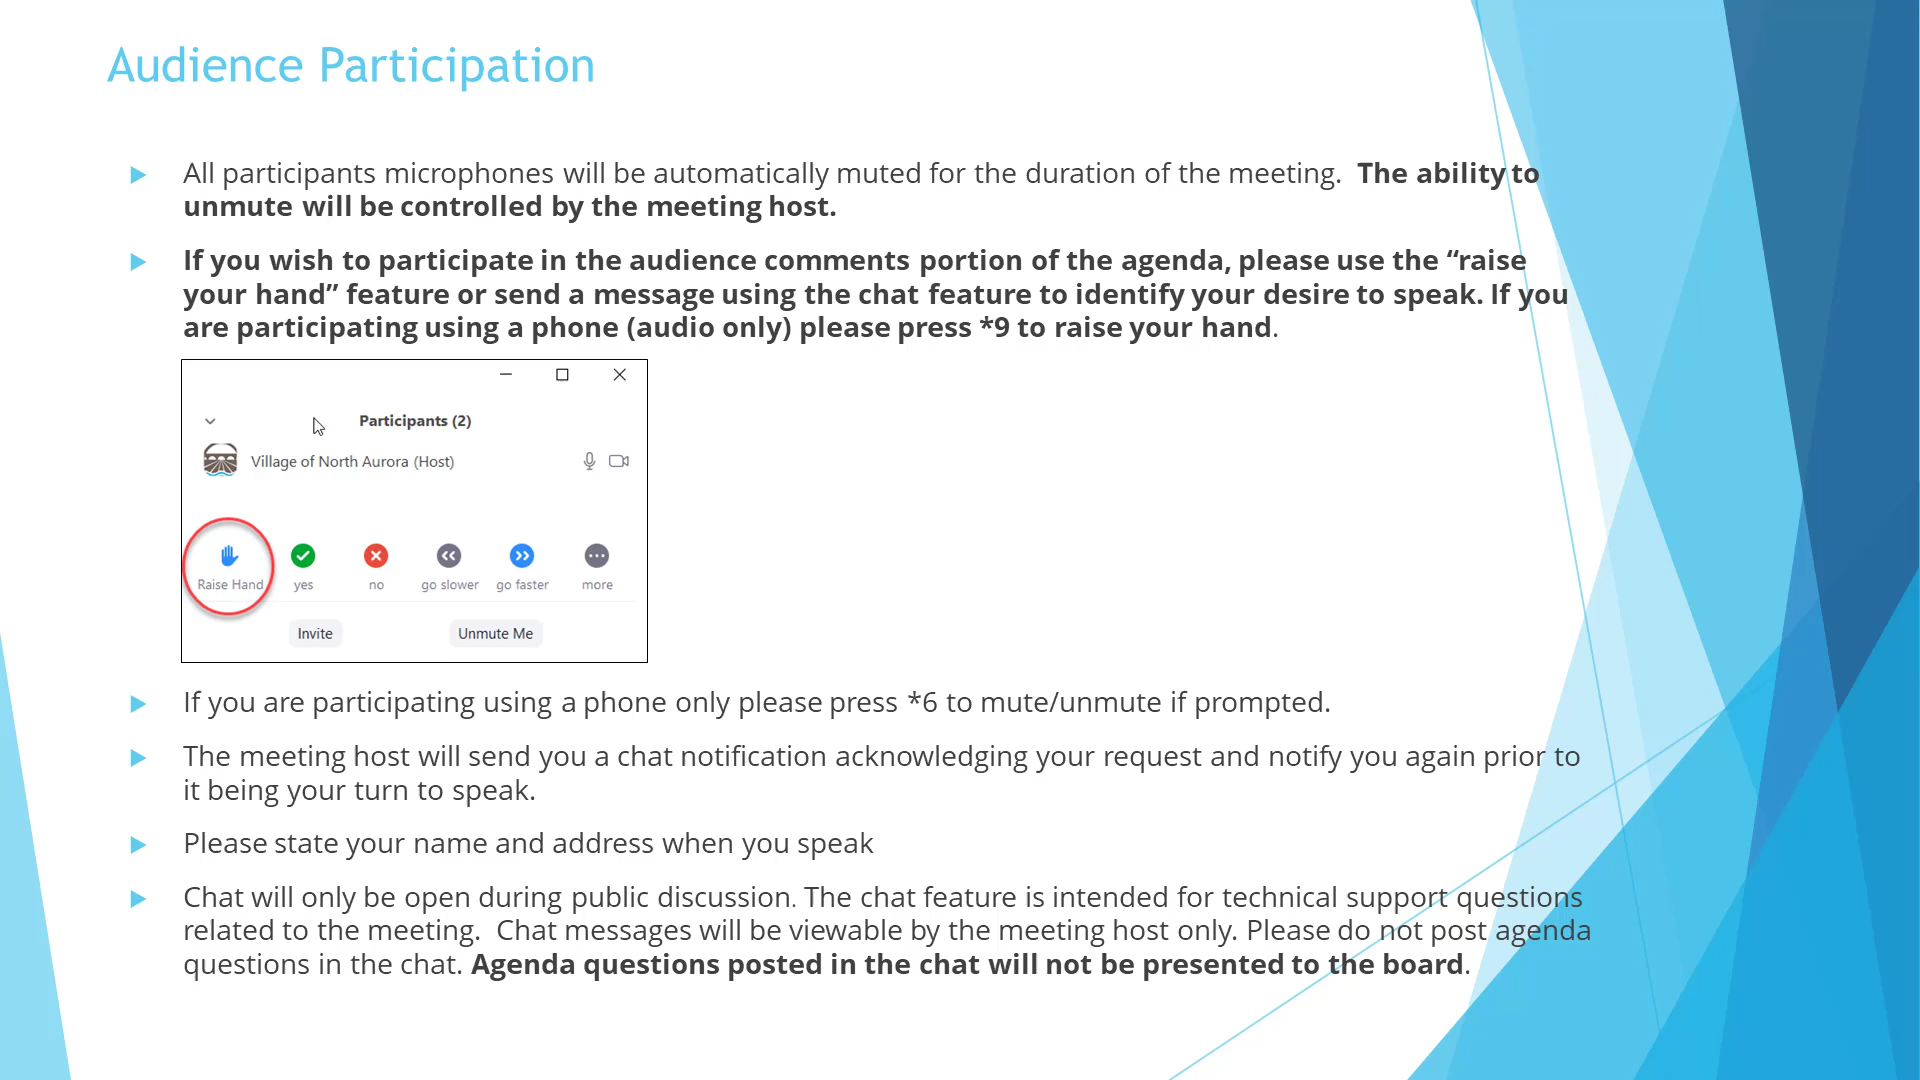 Audience Participation
All participants microphones will be automatically muted for the duration of the meeting.  The ability to
unmute will be controlled by the meeting host.
If you wish to participate in the audience comments portion of the agenda, please use the “raise
your hand” feature or send a message using the chat feature to identify your desire to speak. If you
are participating using a phone (audio only) please press *9 to raise your hand.
Participants (2)
Village of North Aurora (Host)
Raise Hand yes no go slower go faster more
Invite Unmute Me
If you are participating using a phone only please press *6 to mute/unmute if prompted.
The meeting host will send you a chat notification acknowledging your request and notify you again prior to
it being your turn to speak.
Please state your name and address when you speak
Chat will only be open during public discussion. The chat feature is intended for technical support questions
related to the meeting.  Chat messages will be viewable by the meeting host only. Please do not post agenda
questions in the chat. Agenda questions posted in the chat will not be presented to the board.